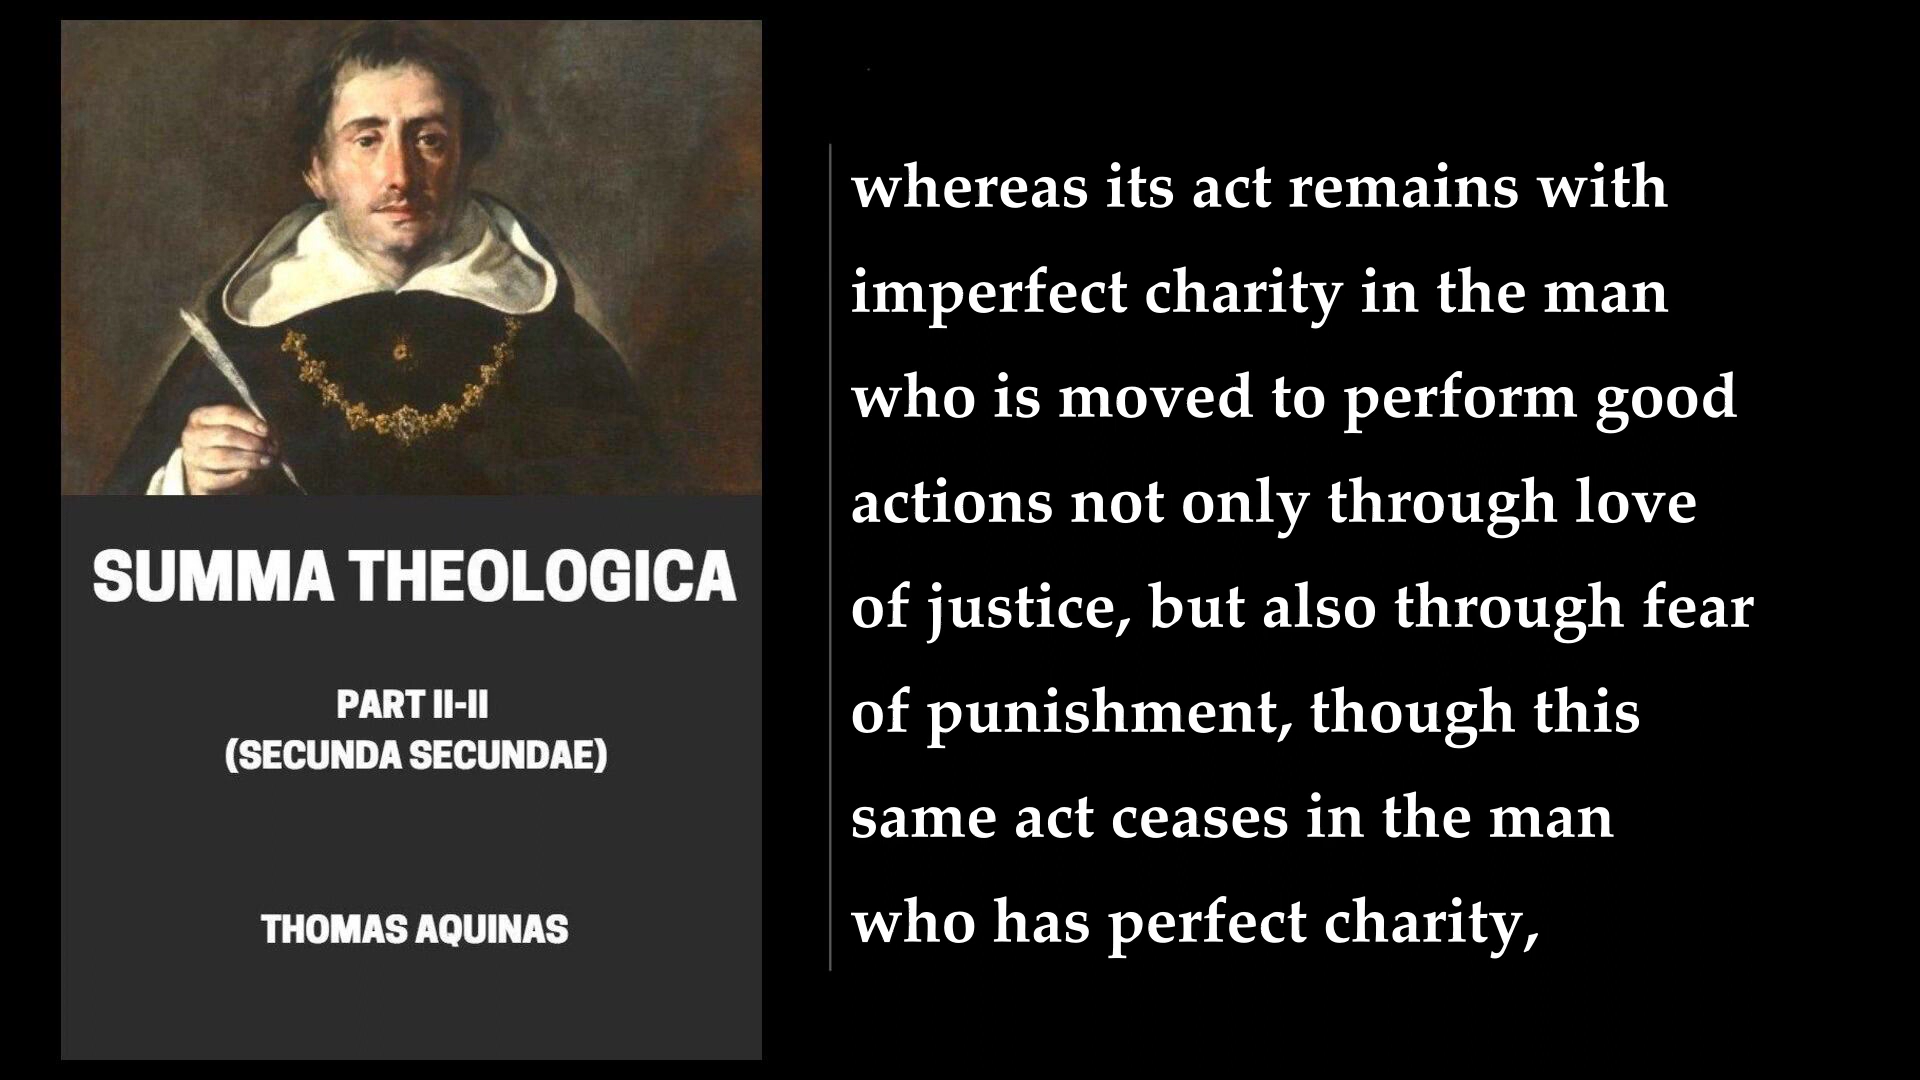 SUMMA THEOLOGICA
PART II-II
(SECUNDA SECUNDAE)
THOMAS AQUINAS
whereas its act remains with
imperfect charity in the man
who is moved to perform good
actions not only through love
of justice, but also through fear
of punishment, though this
same act ceases in the man
who has perfect charity,